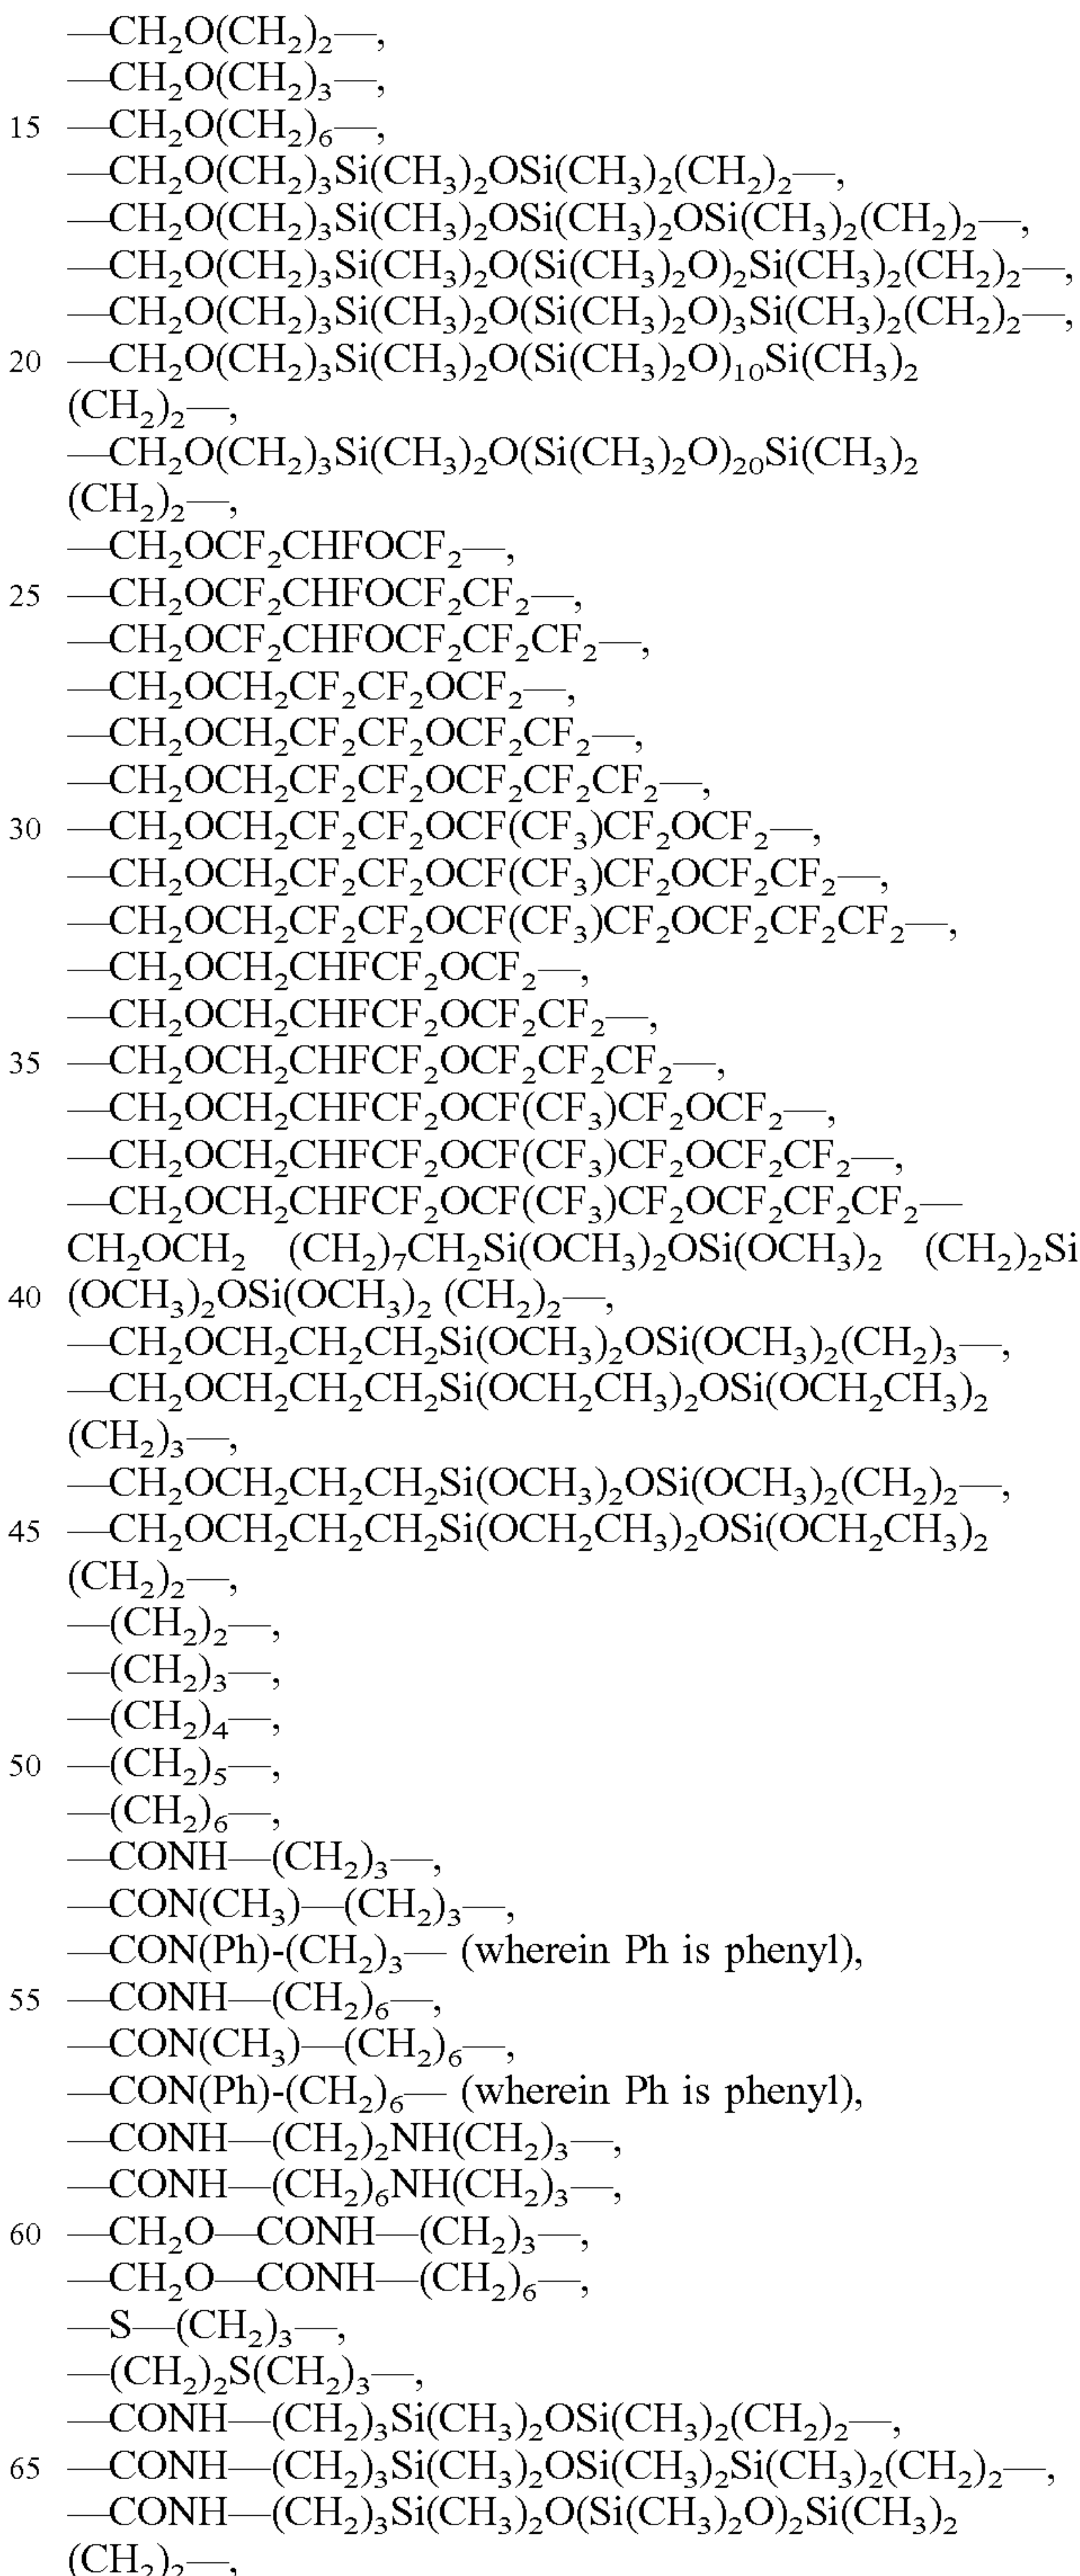 —CH₂O(CH₂)₂—,
—CH₂O(CH₂)₃—,
15 —CH₂O(CH₂)₆—,
—CH₂O(CH₂)₃Si(CH₃)₂OSi(CH₃)₂(CH₂)₂—,
—CH₂O(CH₂)₃Si(CH₃)₂OSi(CH₃)₂OSi(CH₃)₂(CH₂)₂—,
—CH₂O(CH₂)₃Si(CH₃)₂O(Si(CH₃)₂O)₂Si(CH₃)₂(CH₂)₂—,
—CH₂O(CH₂)₃Si(CH₃)₂O(Si(CH₃)₂O)₃Si(CH₃)₂(CH₂)₂—,
20 —CH₂O(CH₂)₃Si(CH₃)₂O(Si(CH₃)₂O)₁₀Si(CH₃)₂
(CH₂)₂—,
—CH₂O(CH₂)₃Si(CH₃)₂O(Si(CH₃)₂O)₂₀Si(CH₃)₂
(CH₂)₂—,
—CH₂OCF₂CHFOCF₂—,
25 —CH₂OCF₂CHFOCF₂CF₂—,
—CH₂OCF₂CHFOCF₂CF₂CF₂—,
—CH₂OCH₂CF₂CF₂OCF₂—,
—CH₂OCH₂CF₂CF₂OCF₂CF₂—,
—CH₂OCH₂CF₂CF₂OCF₂CF₂CF₂—,
30 —CH₂OCH₂CF₂CF₂OCF(CF₃)CF₂OCF₂—,
—CH₂OCH₂CF₂CF₂OCF(CF₃)CF₂OCF₂CF₂—,
—CH₂OCH₂CF₂CF₂OCF(CF₃)CF₂OCF₂CF₂CF₂—,
—CH₂OCH₂CHFCF₂OCF₂—,
—CH₂OCH₂CHFCF₂OCF₂CF₂—,
35 —CH₂OCH₂CHFCF₂OCF₂CF₂CF₂—,
—CH₂OCH₂CHFCF₂OCF(CF₃)CF₂OCF₂—,
—CH₂OCH₂CHFCF₂OCF(CF₃)CF₂OCF₂CF₂—,
—CH₂OCH₂CHFCF₂OCF(CF₃)CF₂OCF₂CF₂CF₂—
CH₂OCH₂ (CH₂)₇CH₂Si(OCH₃)₂OSi(OCH₃)₂ (CH₂)₂Si
40 (OCH₃)₂OSi(OCH₃)₂ (CH₂)₂—,
—CH₂OCH₂CH₂CH₂Si(OCH₃)₂OSi(OCH₃)₂(CH₂)₃—,
—CH₂OCH₂CH₂CH₂Si(OCH₂CH₃)₂OSi(OCH₂CH₃)₂
(CH₂)₃—,
—CH₂OCH₂CH₂CH₂Si(OCH₃)₂OSi(OCH₃)₂(CH₂)₂—,
45 —CH₂OCH₂CH₂CH₂Si(OCH₂CH₃)₂OSi(OCH₂CH₃)₂
(CH₂)₂—,
—(CH₂)₂—,
—(CH₂)₃—,
—(CH₂)₄—,
50 —(CH₂)₅—,
—(CH₂)₆—,
—CONH—(CH₂)₃—,
—CON(CH₃)—(CH₂)₃—,
—CON(Ph)-(CH₂)₃— (wherein Ph is phenyl),
55 —CONH—(CH₂)₆—,
—CON(CH₃)—(CH₂)₆—,
—CON(Ph)-(CH₂)₆— (wherein Ph is phenyl),
—CONH—(CH₂)₂NH(CH₂)₃—,
—CONH—(CH₂)₆NH(CH₂)₃—,
60 —CH₂O—CONH—(CH₂)₃—,
—CH₂O—CONH—(CH₂)₆—,
—S—(CH₂)₃—,
—(CH₂)₂S(CH₂)₃—,
—CONH—(CH₂)₃Si(CH₃)₂OSi(CH₃)₂(CH₂)₂—,
65 —CONH—(CH₂)₃Si(CH₃)₂OSi(CH₃)₂Si(CH₃)₂(CH₂)₂—,
—CONH—(CH₂)₃Si(CH₃)₂O(Si(CH₃)₂O)₂Si(CH₃)₂
(CH₂)₂—,